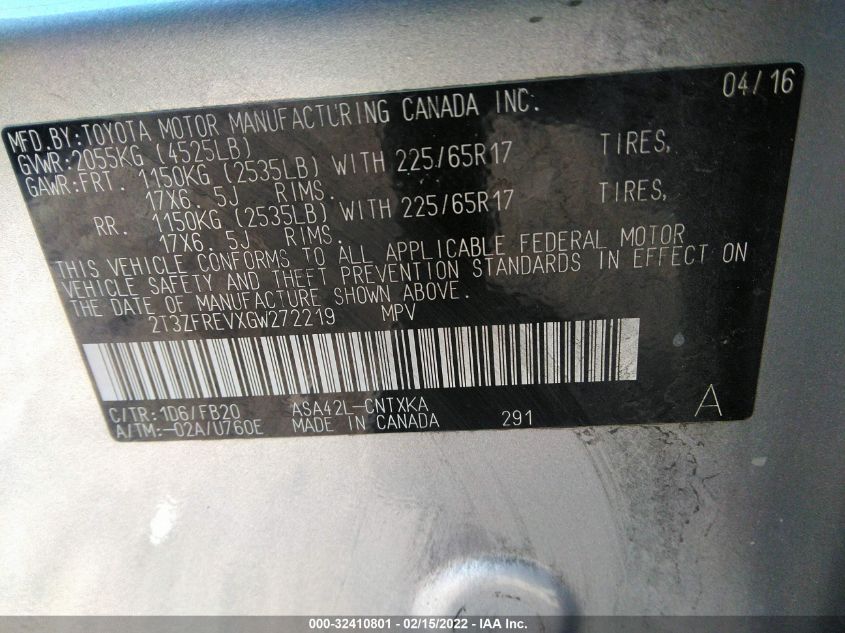 04/16
MFD.BY:TOYOTA MOTOR MANUFACTURING CANADA INC.
GVWR:2055KG (4525LB)
GAWR:FRT. 1150KG (2535LB) WITH 225/65R17 TIRES,
17X6. 5J RIMS.
RR. 1150KG (2535LB) WITH 225/65R17 TIRES,
17X6. 5J RIMS.
THIS VEHICLE CONFORMS TO ALL APPLICABLE FEDERAL MOTOR
VEHICLE SAFETY AND THEFT PREVENTION STANDARDS IN EFFECT ON
THE DATE OF MANUFACTURE SHOWN ABOVE.
2T3ZFREVXGW272219 MPV
C/TR:1D6/FB20 ASA42L-CNTXKA
A/TM:-02A/U760E MADE IN CANADA 291 A
000-32410801 - 02/15/2022 - IAA Inc.